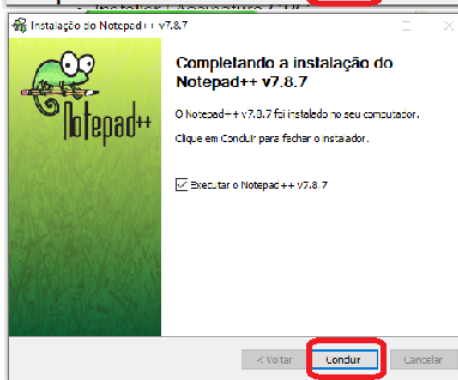 Instalação do Notepad++ v7.8.7
Notepad++
Completando a instalação do
Notepad++ v7.8.7
O Notepad++ v7.8.7 foi instalado no seu computador.
Clique em Concluir para fechar o Instalador.
Executar o Notepad++ v7.8.7
< Voltar
Concluir
Cancelar